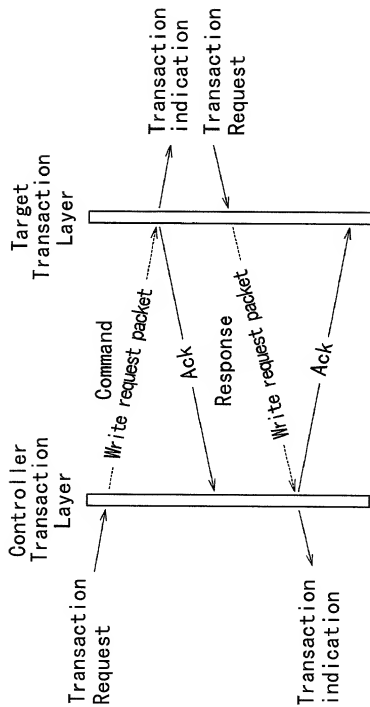 Controller
Transaction
Layer
Target
Transaction
Layer
Transaction
Request
Command
Write request packet
Transaction
indication
Ack
Transaction
Request
Response
Write request packet
Transaction
indication
Ack